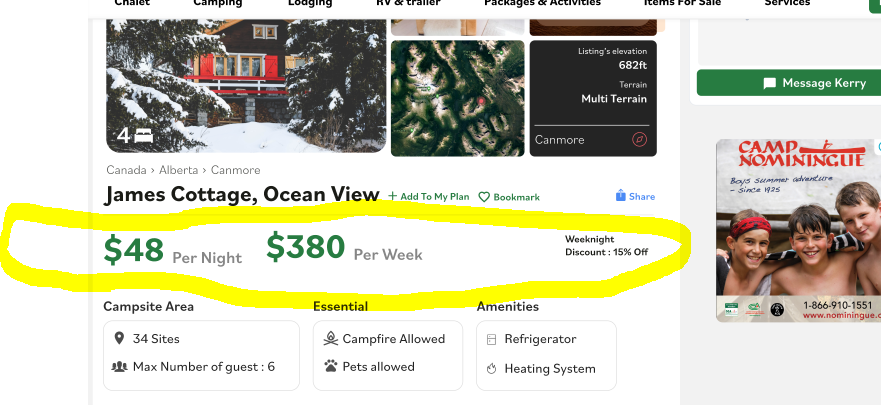 Chalet Camping Lodging RV & trailer Packages & Activities Items For Sale Services
Listing's elevation
682ft
Terrain
Multi Terrain
Canmore
4
Message Kerry
Canada › Alberta › Canmore
James Cottage, Ocean View + Add To My Plan Bookmark Share
$48 Per Night $380 Per Week
Weeknight
Discount : 15% Off
Campsite Area
34 Sites
Max Number of guest : 6
Essential
Campfire Allowed
Pets allowed
Amenities
Refrigerator
Heating System
CAMP
NOMININGUE
Boys summer adventure
– since 1925
1-866-910-1551
www.nominingue.c